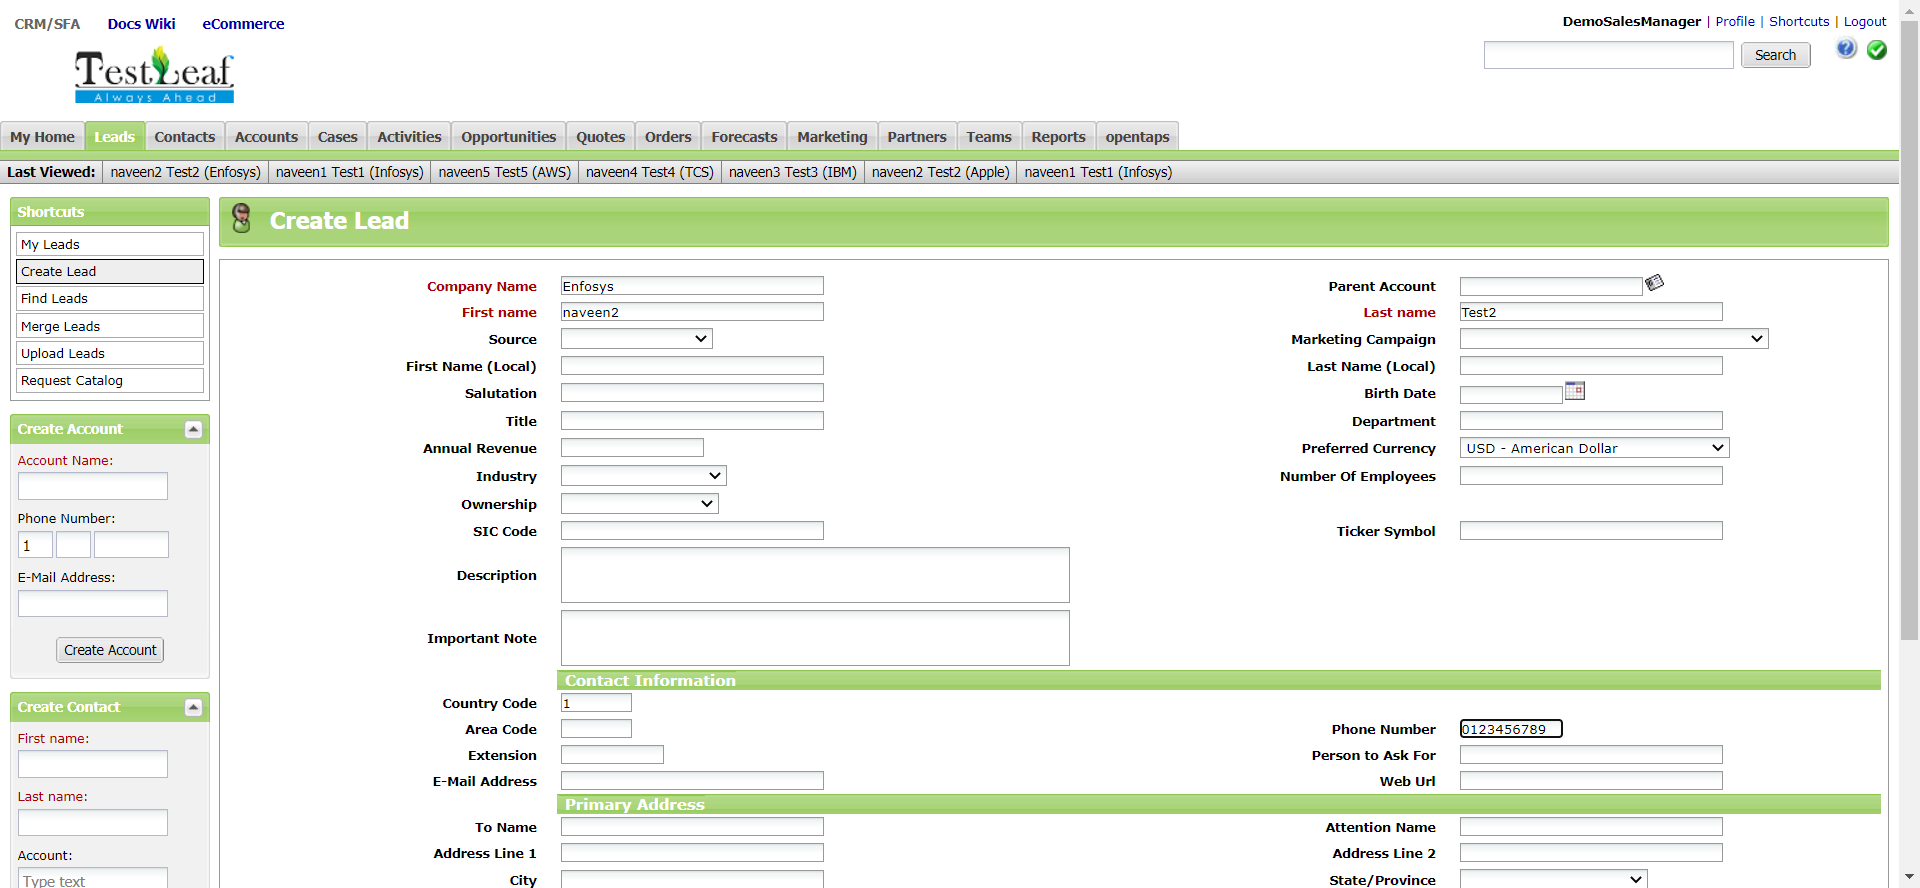 CRM/SFA Docs Wiki eCommerce
DemoSalesManager | Profile | Shortcuts | Logout
TestLeaf
Always Ahead
Search
My Home Leads Contacts Accounts Cases Activities Opportunities Quotes Orders Forecasts Marketing Partners Teams Reports opentaps
Last Viewed: naveen2 Test2 (Enfosys) naveen1 Test1 (Infosys) naveen5 Test5 (AWS) naveen4 Test4 (TCS) naveen3 Test3 (IBM) naveen2 Test2 (Apple) naveen1 Test1 (Infosys)
Shortcuts
My Leads
Create Lead
Find Leads
Merge Leads
Upload Leads
Request Catalog
Create Account
Account Name:
Phone Number:
1
E-Mail Address:
Create Account
Create Contact
First name:
Last name:
Account:
Type text
Create Lead
Company Name Enfosys Parent Account
First name naveen2 Last name Test2
Source Marketing Campaign
First Name (Local) Last Name (Local)
Salutation Birth Date
Title Department
Annual Revenue Preferred Currency USD - American Dollar
Industry Number Of Employees
Ownership
SIC Code Ticker Symbol
Description
Important Note
Contact Information
Country Code 1
Area Code Phone Number 0123456789
Extension Person to Ask For
E-Mail Address Web Url
Primary Address
To Name Attention Name
Address Line 1 Address Line 2
City State/Province